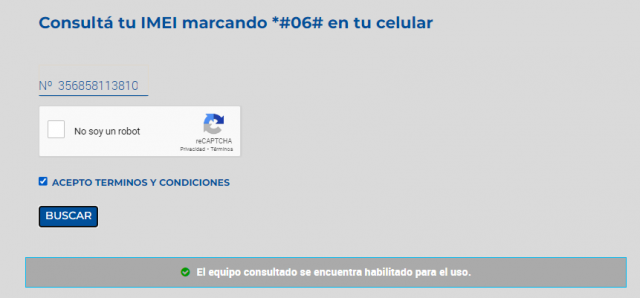 Consultá tu IMEI marcando *#06# en tu celular
Nº 356858113810
No soy un robot
reCAPTCHA
Privacidad - Términos
ACEPTO TERMINOS Y CONDICIONES
BUSCAR
El equipo consultado se encuentra habilitado para el uso.